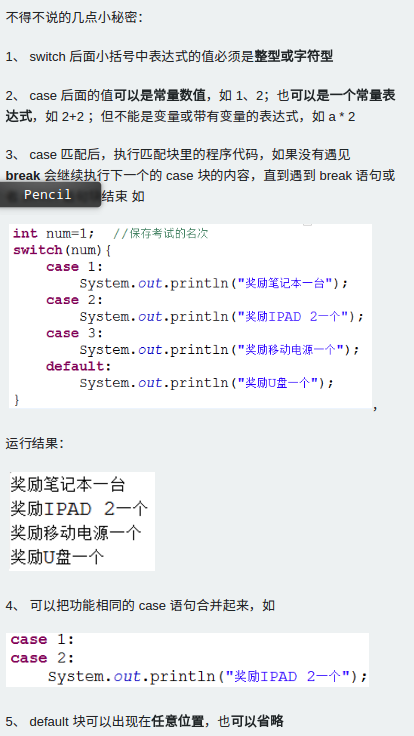 不得不说的几点小秘密：
1、 switch 后面小括号中表达式的值必须是整型或字符型
2、 case 后面的值可以是常量数值，如 1、2；也可以是一个常量表
达式，如 2+2 ；但不能是变量或带有变量的表达式，如 a * 2
3、 case 匹配后，执行匹配块里的程序代码，如果没有遇见
break 会继续执行下一个的 case 块的内容，直到遇到 break 语句或
Pencil 结束 如
int num=1; //保存考试的名次
switch(num){
case 1:
System.out.println("奖励笔记本一台");
case 2:
System.out.println("奖励IPAD 2一个");
case 3:
System.out.println("奖励移动电源一个");
default:
System.out.println("奖励U盘一个");
}，
运行结果：
奖励笔记本一台
奖励IPAD 2一个
奖励移动电源一个
奖励U盘一个
4、 可以把功能相同的 case 语句合并起来，如
case 1:
case 2:
System.out.println("奖励IPAD 2一个");
5、 default 块可以出现在任意位置，也可以省略